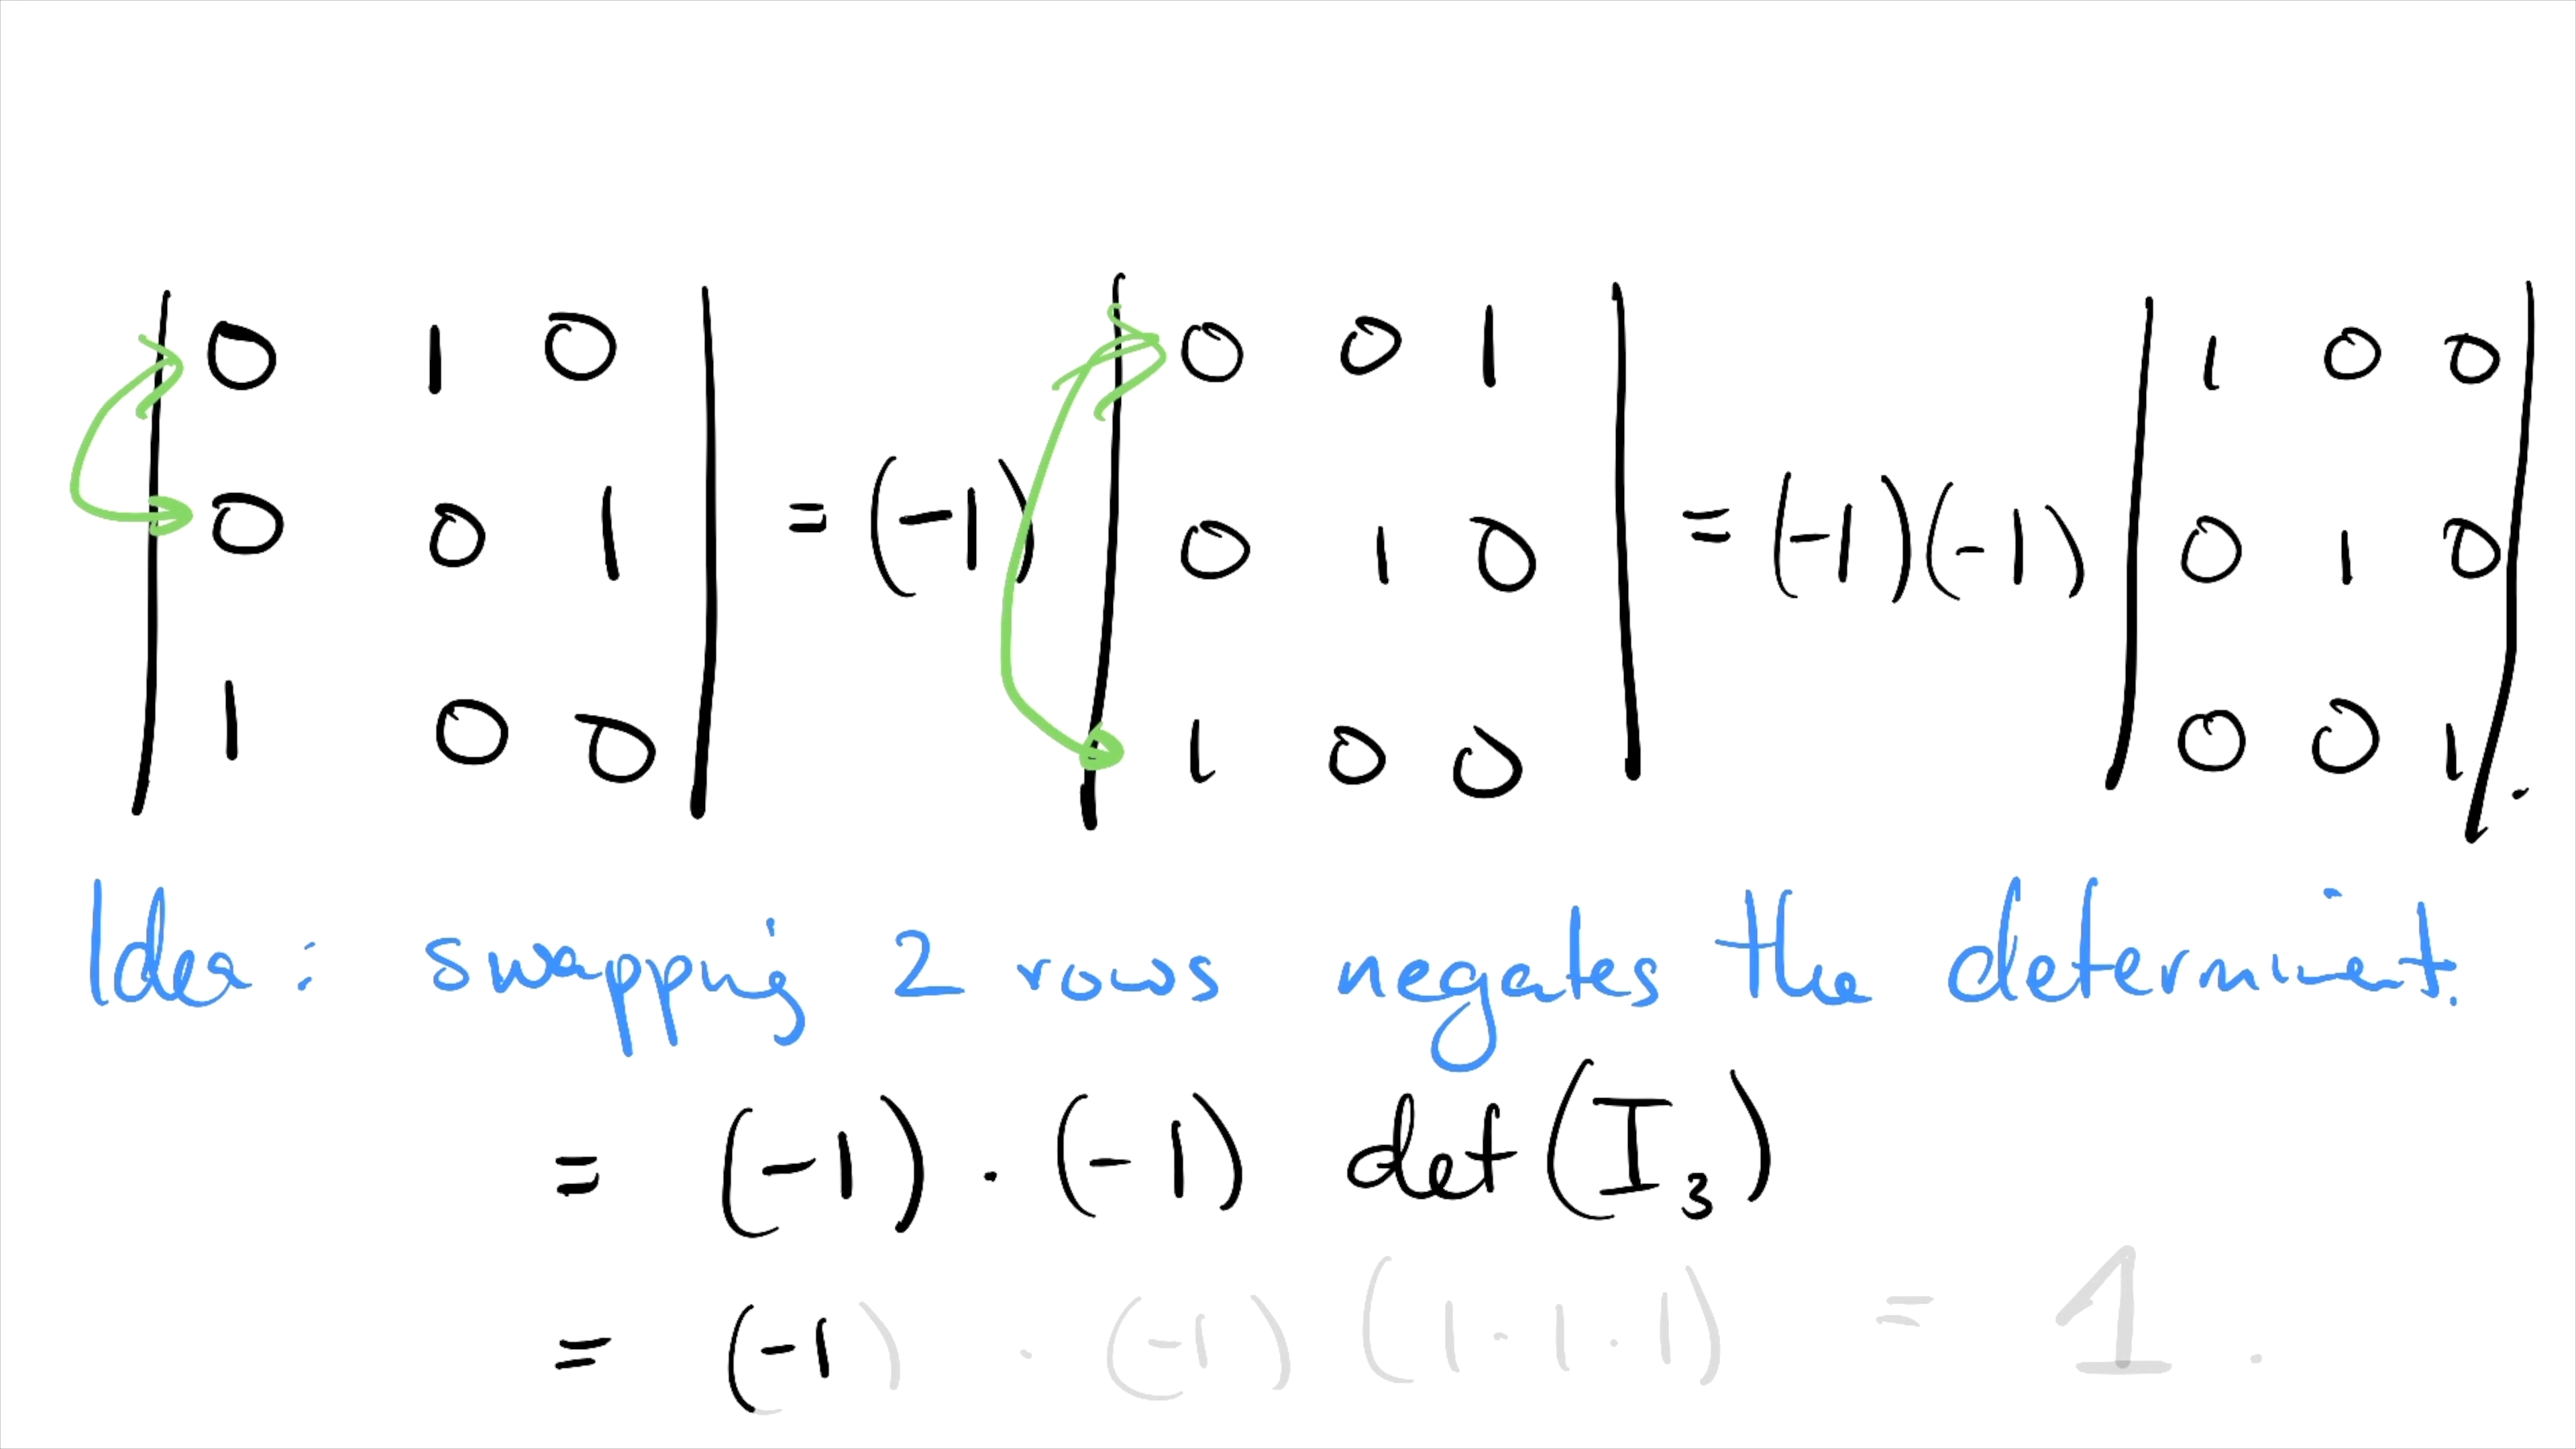 0 1 0 0 0 1 1 0 0
0 0 1 = (-1) 0 1 0 = (-1)(-1) 0 1 0
1 0 0 1 0 0 0 0 1 .
Idea: swapping 2 rows negates the determinant.
= (-1) · (-1) det(I₃)
= (-1) · (-1) (1·1·1) = 1.